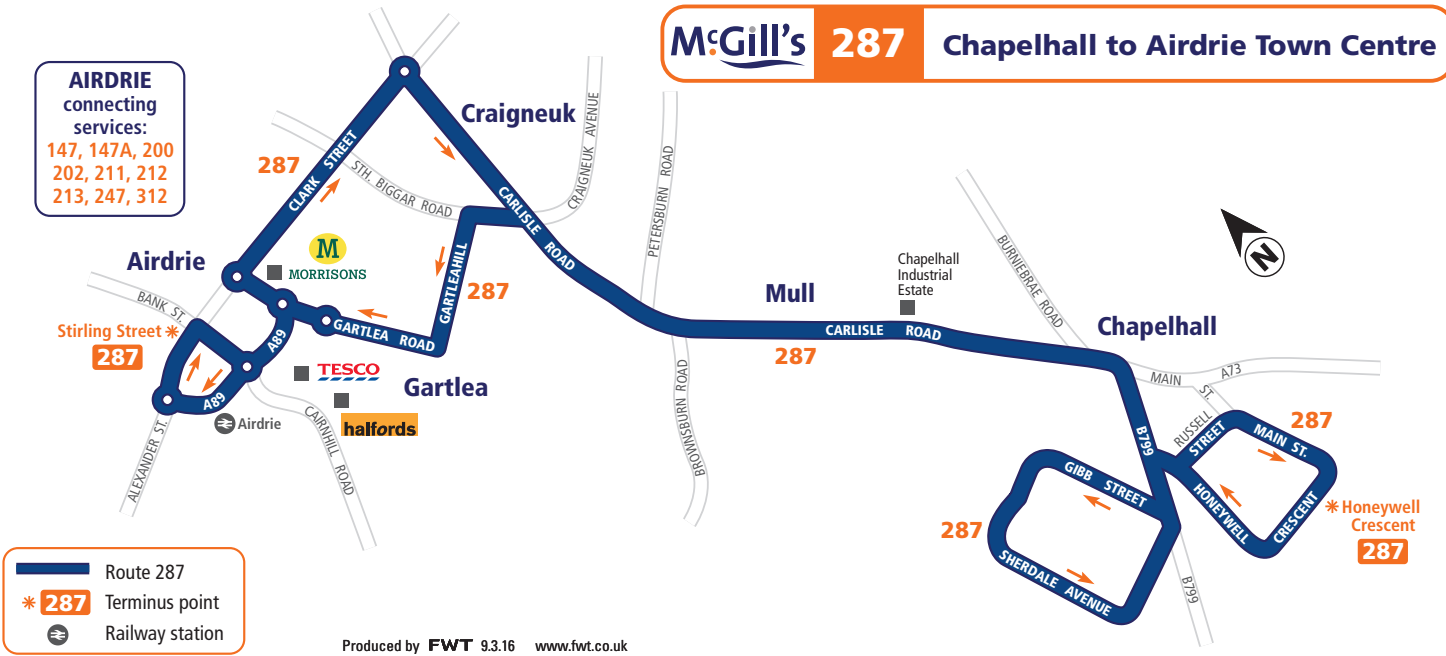 McGill's 287 Chapelhall to Airdrie Town Centre
AIRDRIE
connecting
services:
147, 147A, 200
202, 211, 212
213, 247, 312
Craigneuk
CRAIGNEUK AVENUE
PETERSBURN ROAD
287
CLARK STREET
STH. BIGGAR ROAD
CARLISLE ROAD
Airdrie
M
MORRISONS
GARTLEAHILL
287
BANK ST.
Stirling Street *
287
A89
GARTLEA ROAD
TESCO
Gartlea
halfords
A89
Airdrie
ALEXANDER ST.
CAIRNHILL ROAD
Mull
Chapelhall
Industrial
Estate
CARLISLE ROAD
287
BROWNSBURN ROAD
BURNIEBRAE ROAD
N
Chapelhall
MAIN ST.
A73
RUSSELL STREET
B799
MAIN ST.
287
HONEYWELL CRESCENT
* Honeywell
Crescent
287
GIBB STREET
287
SHERDALE AVENUE
B799
Route 287
* 287 Terminus point
Railway station
Produced by FWT 9.3.16 www.fwt.co.uk